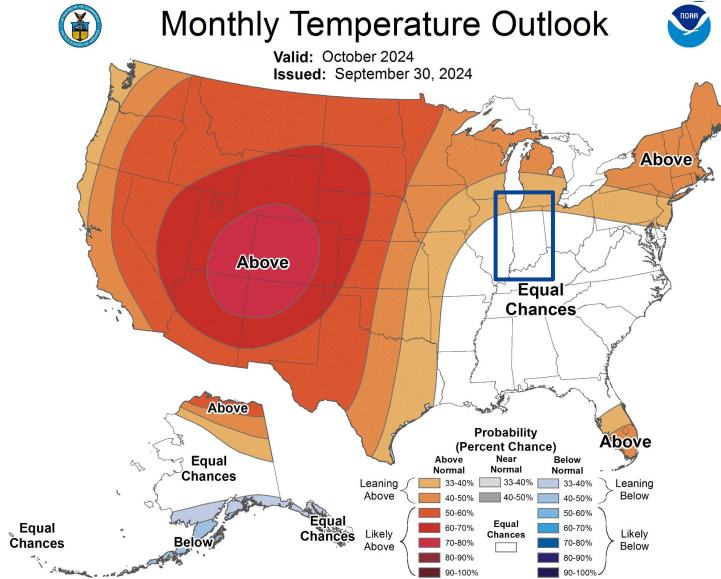 Monthly Temperature Outlook
NOAA
Valid: October 2024
Issued: September 30, 2024
Above
Above
Equal
Chances
Above
Above
Equal
Chances
Equal
Chances
Below
Equal
Chances
Probability
(Percent Chance)
Above
Normal
Near
Normal
Below
Normal
Leaning
Above
33-40%
40-50%
33-40%
40-50%
33-40%
40-50%
Leaning
Below
Likely
Above
50-60%
60-70%
70-80%
80-90%
90-100%
Equal
Chances
50-60%
60-70%
70-80%
80-90%
90-100%
Likely
Below